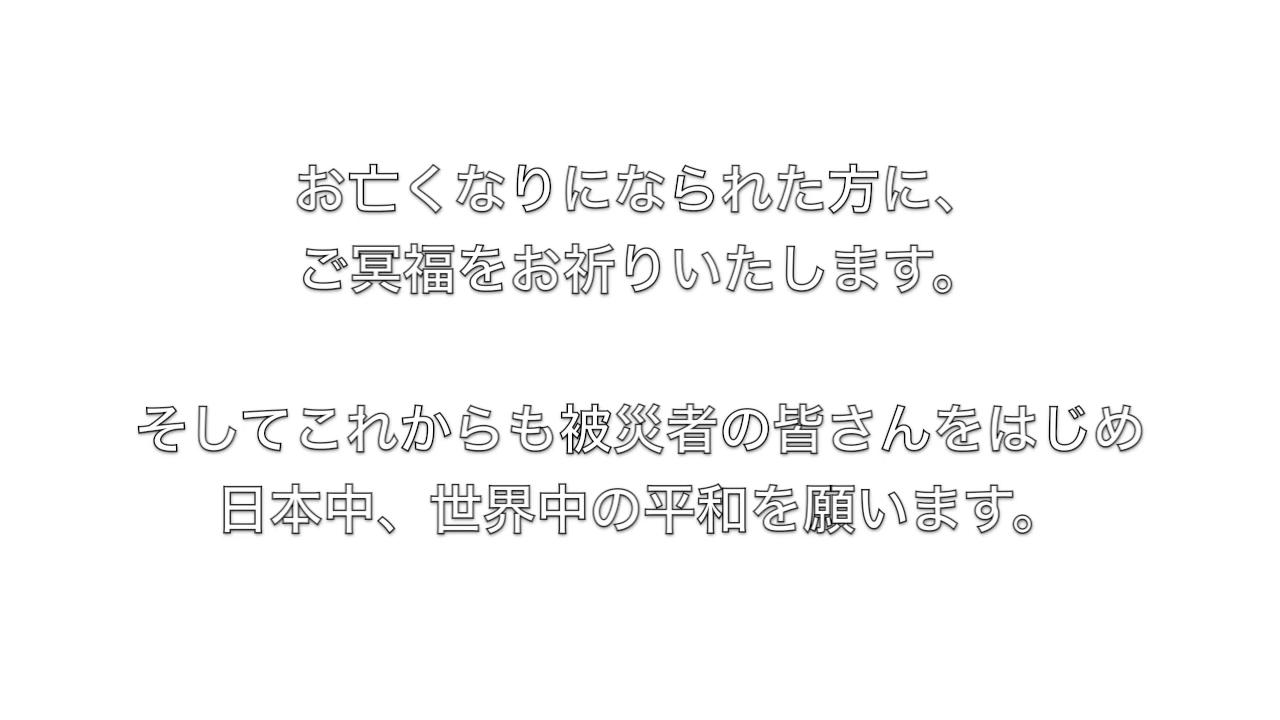 お亡くなりになられた方に、
ご冥福をお祈りいたします。
そしてこれからも被災者の皆さんをはじめ
日本中、世界中の平和を願います。